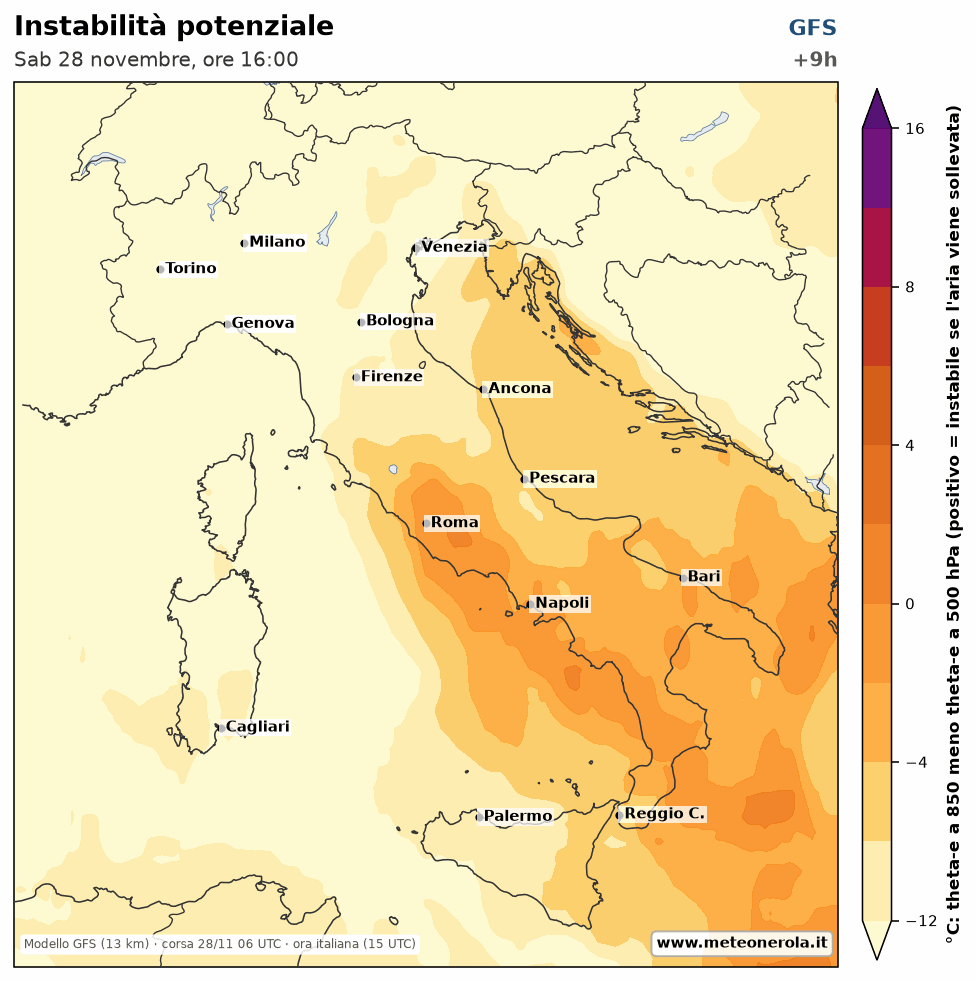 Instabilità potenziale
GFS
Sab 28 novembre, ore 16:00
+9h
16
8
4
0
−4
−12
°C: theta-e a 850 meno theta-e a 500 hPa (positivo = instabile se l'aria viene sollevata)
Milano
Venezia
Torino
Genova
Bologna
Firenze
Ancona
Pescara
Roma
Bari
Napoli
Cagliari
Palermo
Reggio C.
Modello GFS (13 km) · corsa 28/11 06 UTC · ora italiana (15 UTC)
www.meteonerola.it